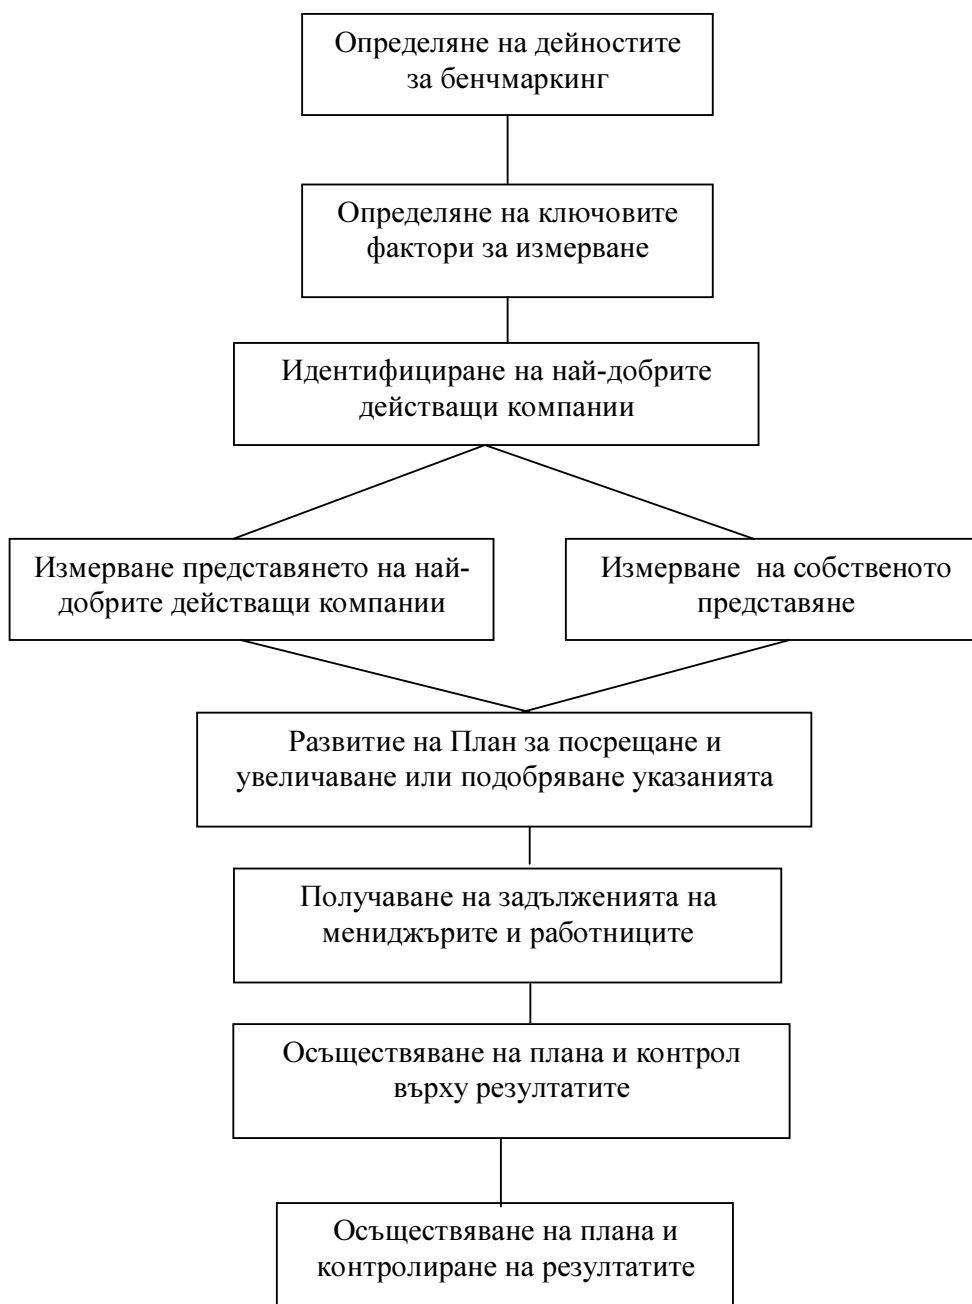 Определяне на дейностите
за бенчмаркинг
Определяне на ключовите
фактори за измерване
Идентифициране на най-добрите
действащи компании
Измерване представянето на най-
добрите действащи компании
Измерване  на собственото
представяне
Развитие на План за посрещане и
увеличаване или подобряване указанията
Получаване на задълженията на
мениджърите и работниците
Осъществяване на плана и контрол
върху резултатите
Осъществяване на плана и
контролиране на резултатите